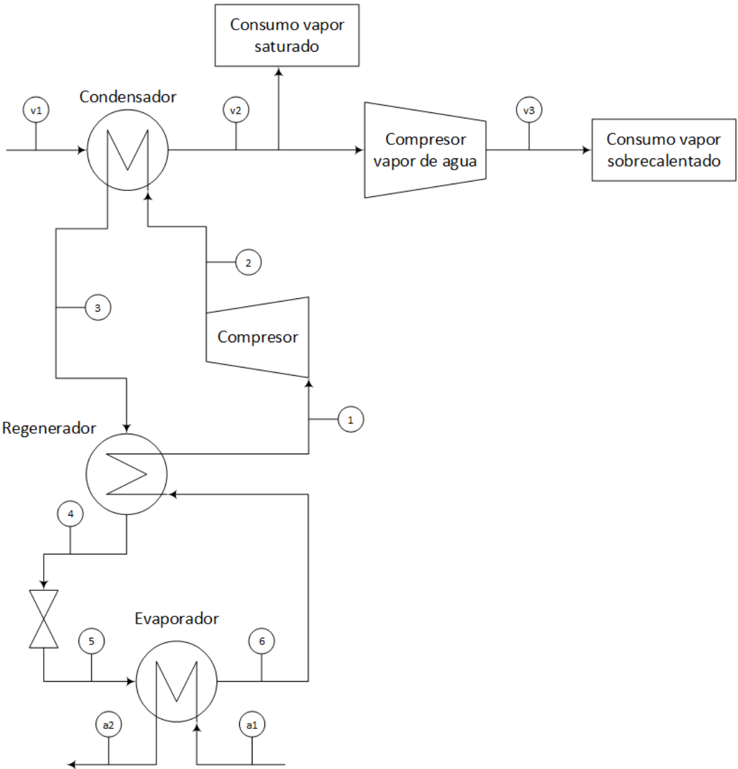 Consumo vapor
saturado
Condensador
v1
v2
v3
Compresor
vapor de agua
Consumo vapor
sobrecalentado
2
3
Compresor
1
Regenerador
4
Evaporador
5
6
a2
a1